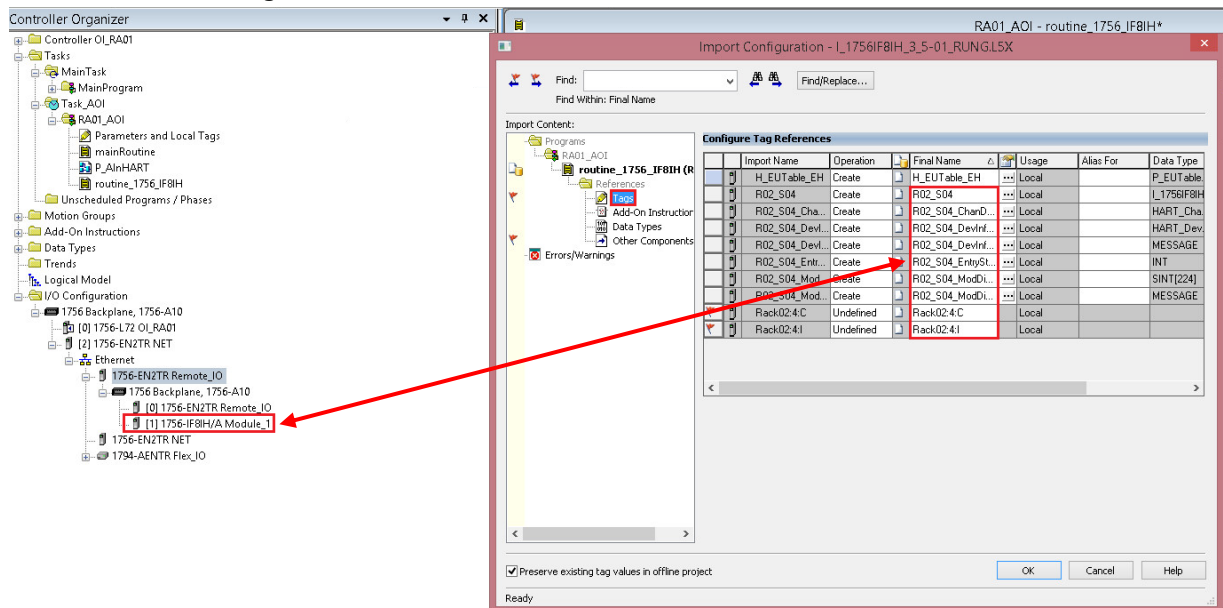 Controller Organizer
Controller OI_RA01
Tasks
MainTask
MainProgram
Task_AOI
RA01_AOI
Parameters and Local Tags
mainRoutine
P_AInHART
routine_1756_IF8IH
Unscheduled Programs / Phases
Motion Groups
Add-On Instructions
Data Types
Trends
Logical Model
I/O Configuration
1756 Backplane, 1756-A10
[0] 1756-L72 OI_RA01
[2] 1756-EN2TR NET
Ethernet
1756-EN2TR Remote_IO
1756 Backplane, 1756-A10
[0] 1756-EN2TR Remote_IO
[1] 1756-IF8IH/A Module_1
1756-EN2TR NET
1794-AENTR Flex_IO
RA01_AOI - routine_1756_IF8IH*
Import Configuration - I_1756IF8IH_3_5-01_RUNG.L5X
Find:
Find/Replace...
Find Within: Final Name
Import Content:
Programs
RA01_AOI
routine_1756_IF8IH (R
References
Tags
Add-On Instruction
Data Types
Other Components
Errors/Warnings
Configure Tag References
Import Name Operation Final Name Usage Alias For Data Type
H_EUTable_EH Create H_EUTable_EH ... Local P_EUTable.
R02_S04 Create R02_S04 ... Local I_1756IF8IH
R02_S04_Cha... Create R02_S04_ChanD... ... Local HART_Cha.
R02_S04_DevI... Create R02_S04_DevInf... ... Local HART_Dev.
R02_S04_DevI... Create R02_S04_DevInf... ... Local MESSAGE
R02_S04_Entr... Create R02_S04_EntrySt... ... Local INT
R02_S04_Mod... Create R02_S04_ModDi... ... Local SINT[224]
R02_S04_Mod... Create R02_S04_ModDi... ... Local MESSAGE
Rack02:4:C Undefined Rack02:4:C Local
Rack02:4:I Undefined Rack02:4:I Local
Preserve existing tag values in offline project
OK Cancel Help
Ready